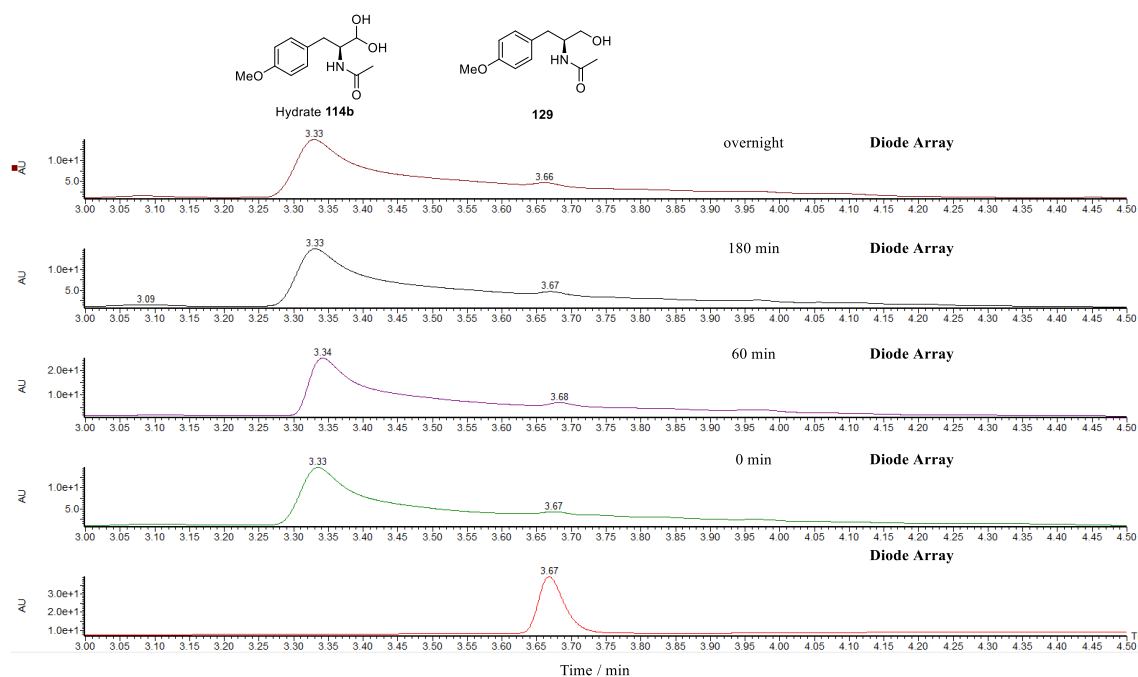 OH
OH
MeO
HN
O
Hydrate 114b
OH
MeO
HN
O
129
overnight
Diode Array
AU
1.0e+1
5.0
3.33
3.66
3.00 3.05 3.10 3.15 3.20 3.25 3.30 3.35 3.40 3.45 3.50 3.55 3.60 3.65 3.70 3.75 3.80 3.85 3.90 3.95 4.00 4.05 4.10 4.15 4.20 4.25 4.30 4.35 4.40 4.45 4.50
180 min
Diode Array
AU
1.0e+1
5.0
3.09
3.33
3.67
3.00 3.05 3.10 3.15 3.20 3.25 3.30 3.35 3.40 3.45 3.50 3.55 3.60 3.65 3.70 3.75 3.80 3.85 3.90 3.95 4.00 4.05 4.10 4.15 4.20 4.25 4.30 4.35 4.40 4.45 4.50
60 min
Diode Array
AU
2.0e+1
1.0e+1
3.34
3.68
3.00 3.05 3.10 3.15 3.20 3.25 3.30 3.35 3.40 3.45 3.50 3.55 3.60 3.65 3.70 3.75 3.80 3.85 3.90 3.95 4.00 4.05 4.10 4.15 4.20 4.25 4.30 4.35 4.40 4.45 4.50
0 min
Diode Array
AU
1.0e+1
5.0
3.33
3.67
3.00 3.05 3.10 3.15 3.20 3.25 3.30 3.35 3.40 3.45 3.50 3.55 3.60 3.65 3.70 3.75 3.80 3.85 3.90 3.95 4.00 4.05 4.10 4.15 4.20 4.25 4.30 4.35 4.40 4.45 4.50
Diode Array
AU
3.0e+1
2.0e+1
1.0e+1
3.67
T
3.00 3.05 3.10 3.15 3.20 3.25 3.30 3.35 3.40 3.45 3.50 3.55 3.60 3.65 3.70 3.75 3.80 3.85 3.90 3.95 4.00 4.05 4.10 4.15 4.20 4.25 4.30 4.35 4.40 4.45 4.50
Time / min